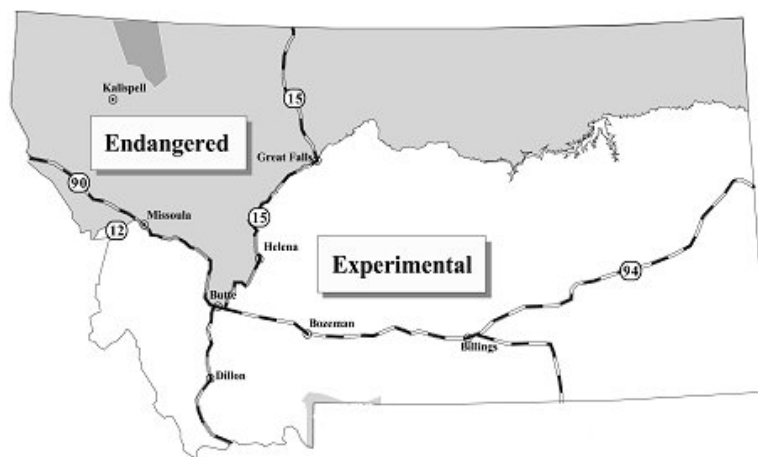 Kalispell
15
Endangered
Great Falls
90
Missoula
15
12
Helena
Experimental
94
Butte
Bozeman
Billings
Dillon